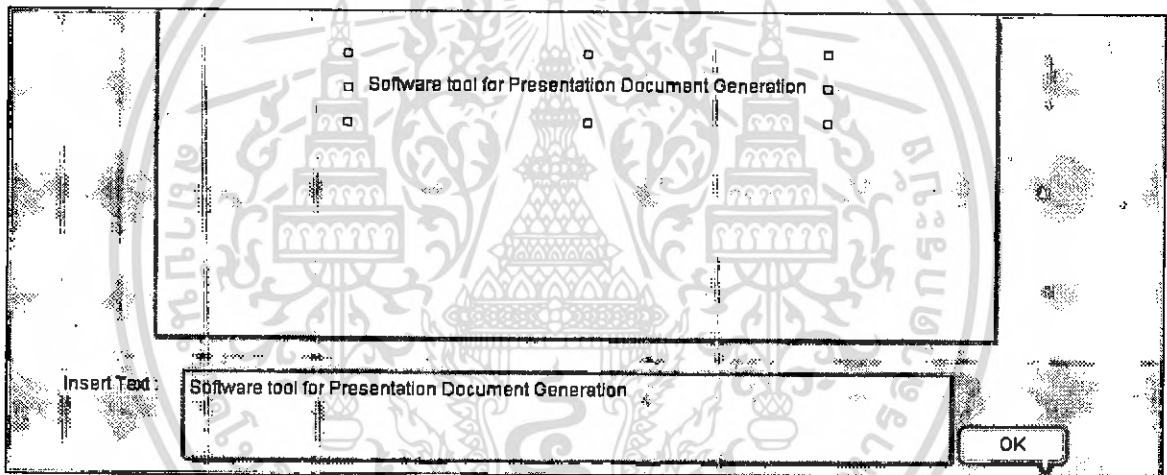 Software tool for Presentation Document Generation
Insert Text :
Software tool for Presentation Document Generation
OK